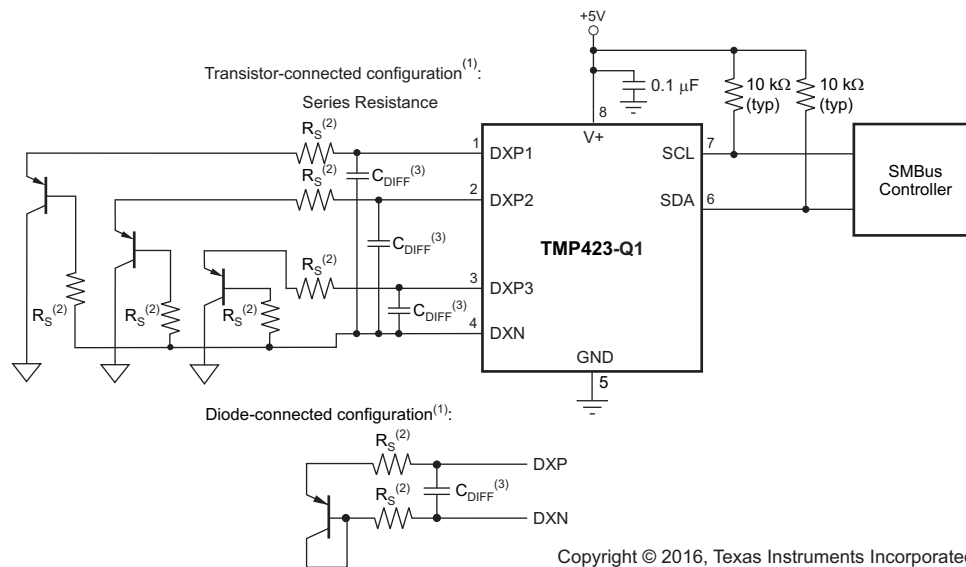 +5V
Transistor-connected configuration(1):
Series Resistance
0.1 μF
10 kΩ
(typ)
10 kΩ
(typ)
8
V+
RS(2)
1
DXP1
SCL
7
CDIFF(3)
SMBus
Controller
RS(2)
2
DXP2
SDA
6
CDIFF(3)
TMP423-Q1
RS(2)
3
DXP3
CDIFF(3)
RS(2)
RS(2)
RS(2)
4
DXN
GND
5
Diode-connected configuration(1):
RS(2)
DXP
CDIFF(3)
RS(2)
DXN
Copyright © 2016, Texas Instruments Incorporated